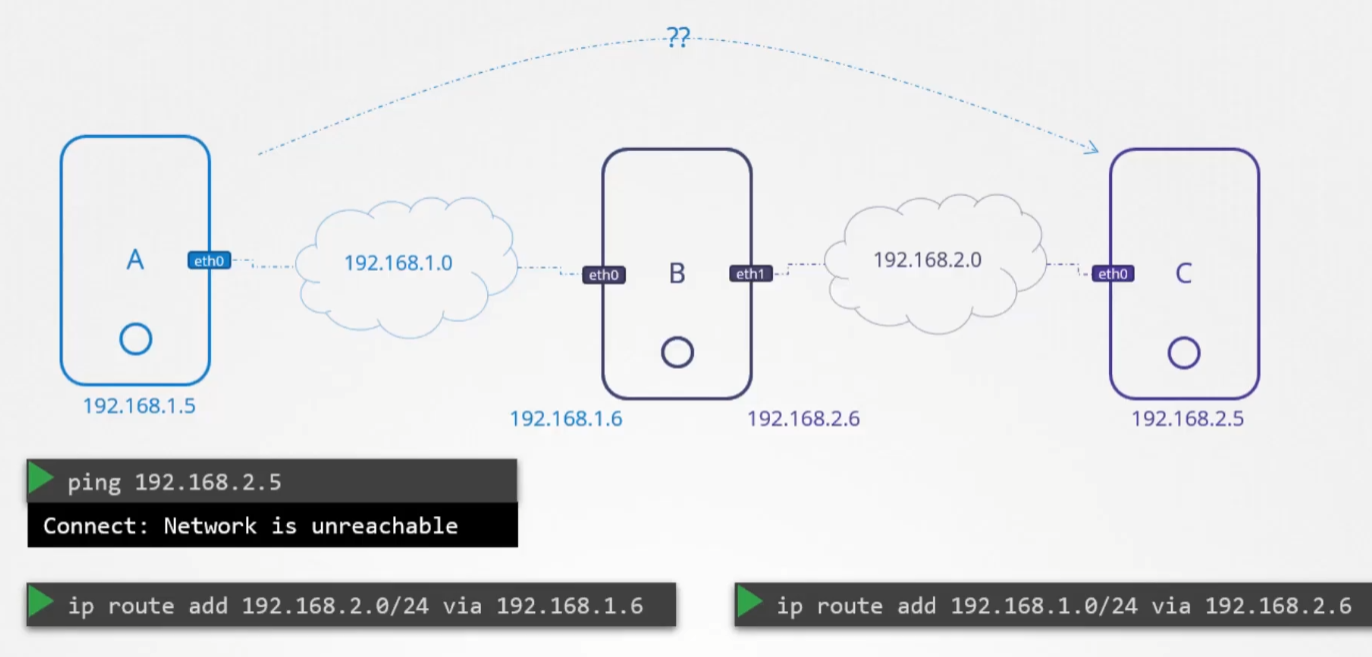 ??
A
eth0
192.168.1.0
eth0
B
eth1
192.168.2.0
eth0
C
192.168.1.5
192.168.1.6
192.168.2.6
192.168.2.5
ping 192.168.2.5
Connect: Network is unreachable
ip route add 192.168.2.0/24 via 192.168.1.6
ip route add 192.168.1.0/24 via 192.168.2.6